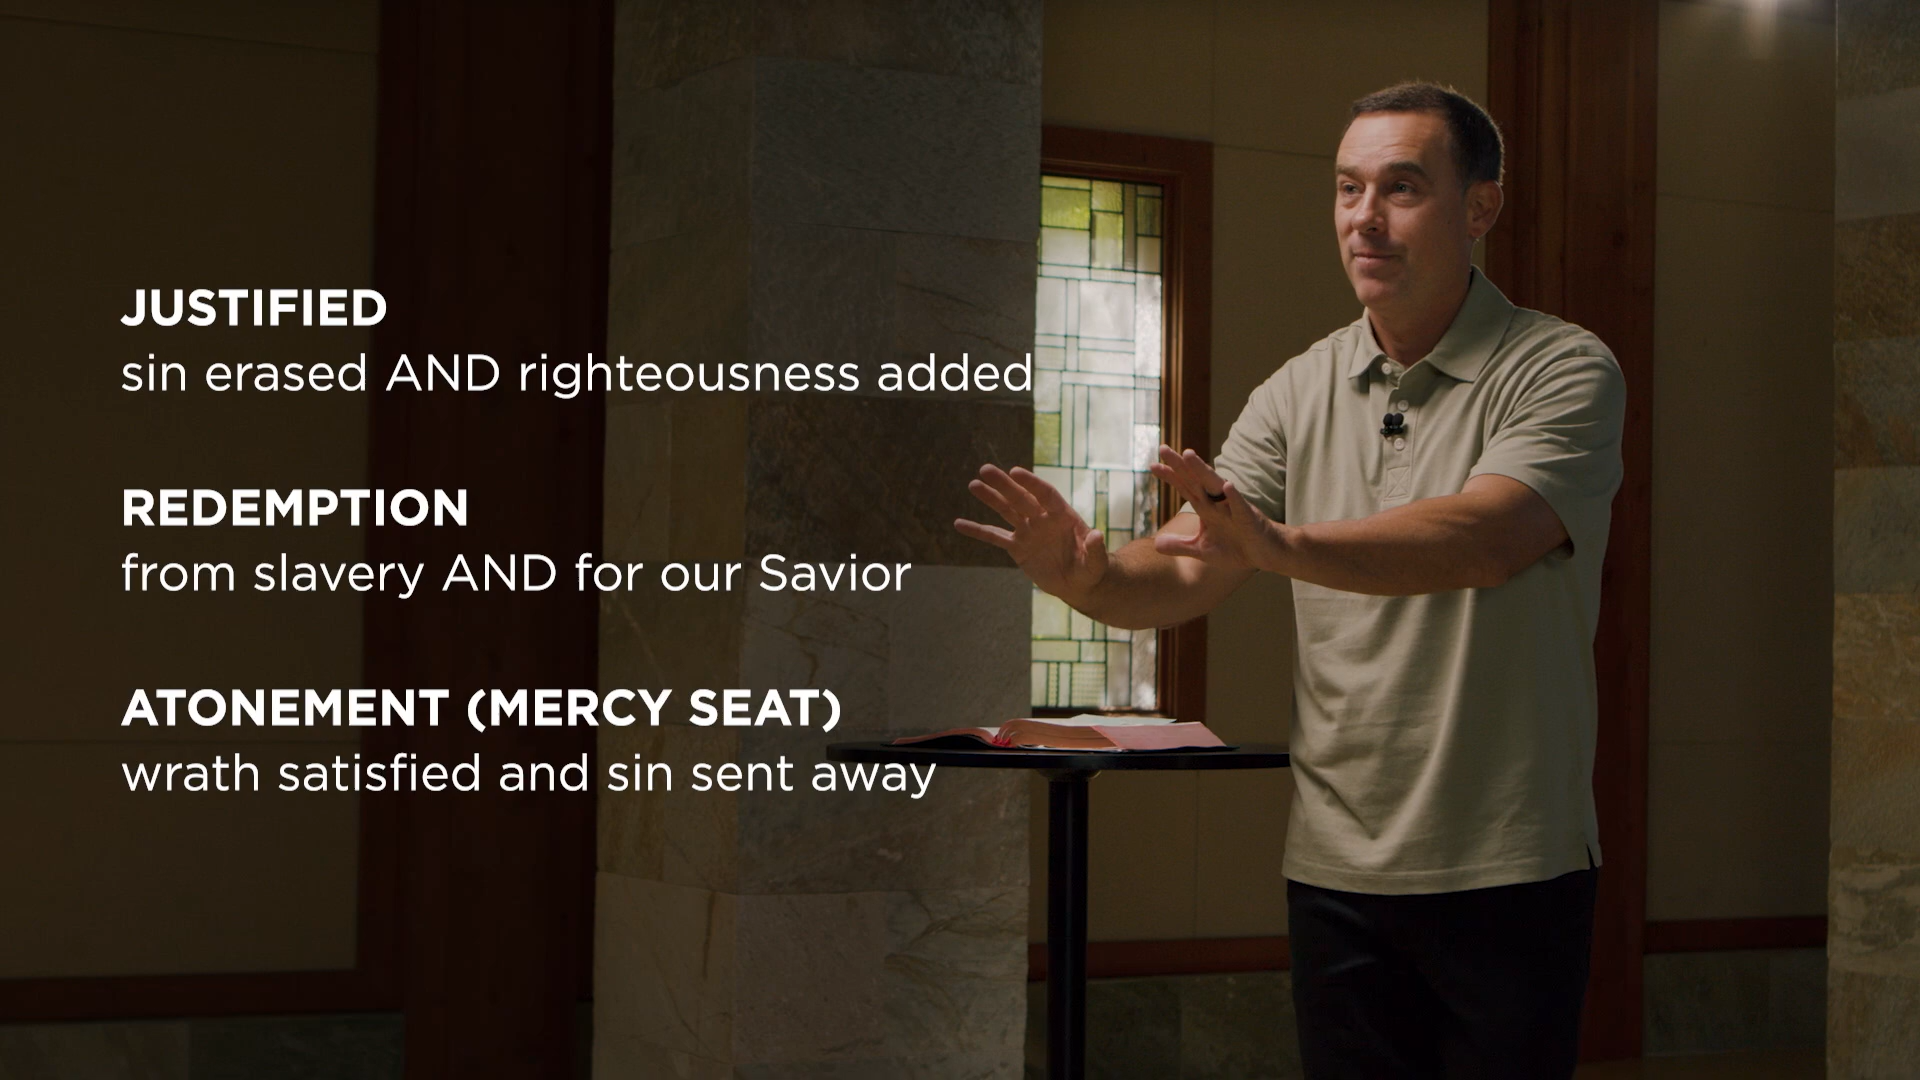 JUSTIFIED
sin erased AND righteousness added
REDEMPTION
from slavery AND for our Savior
ATONEMENT (MERCY SEAT)
wrath satisfied and sin sent away